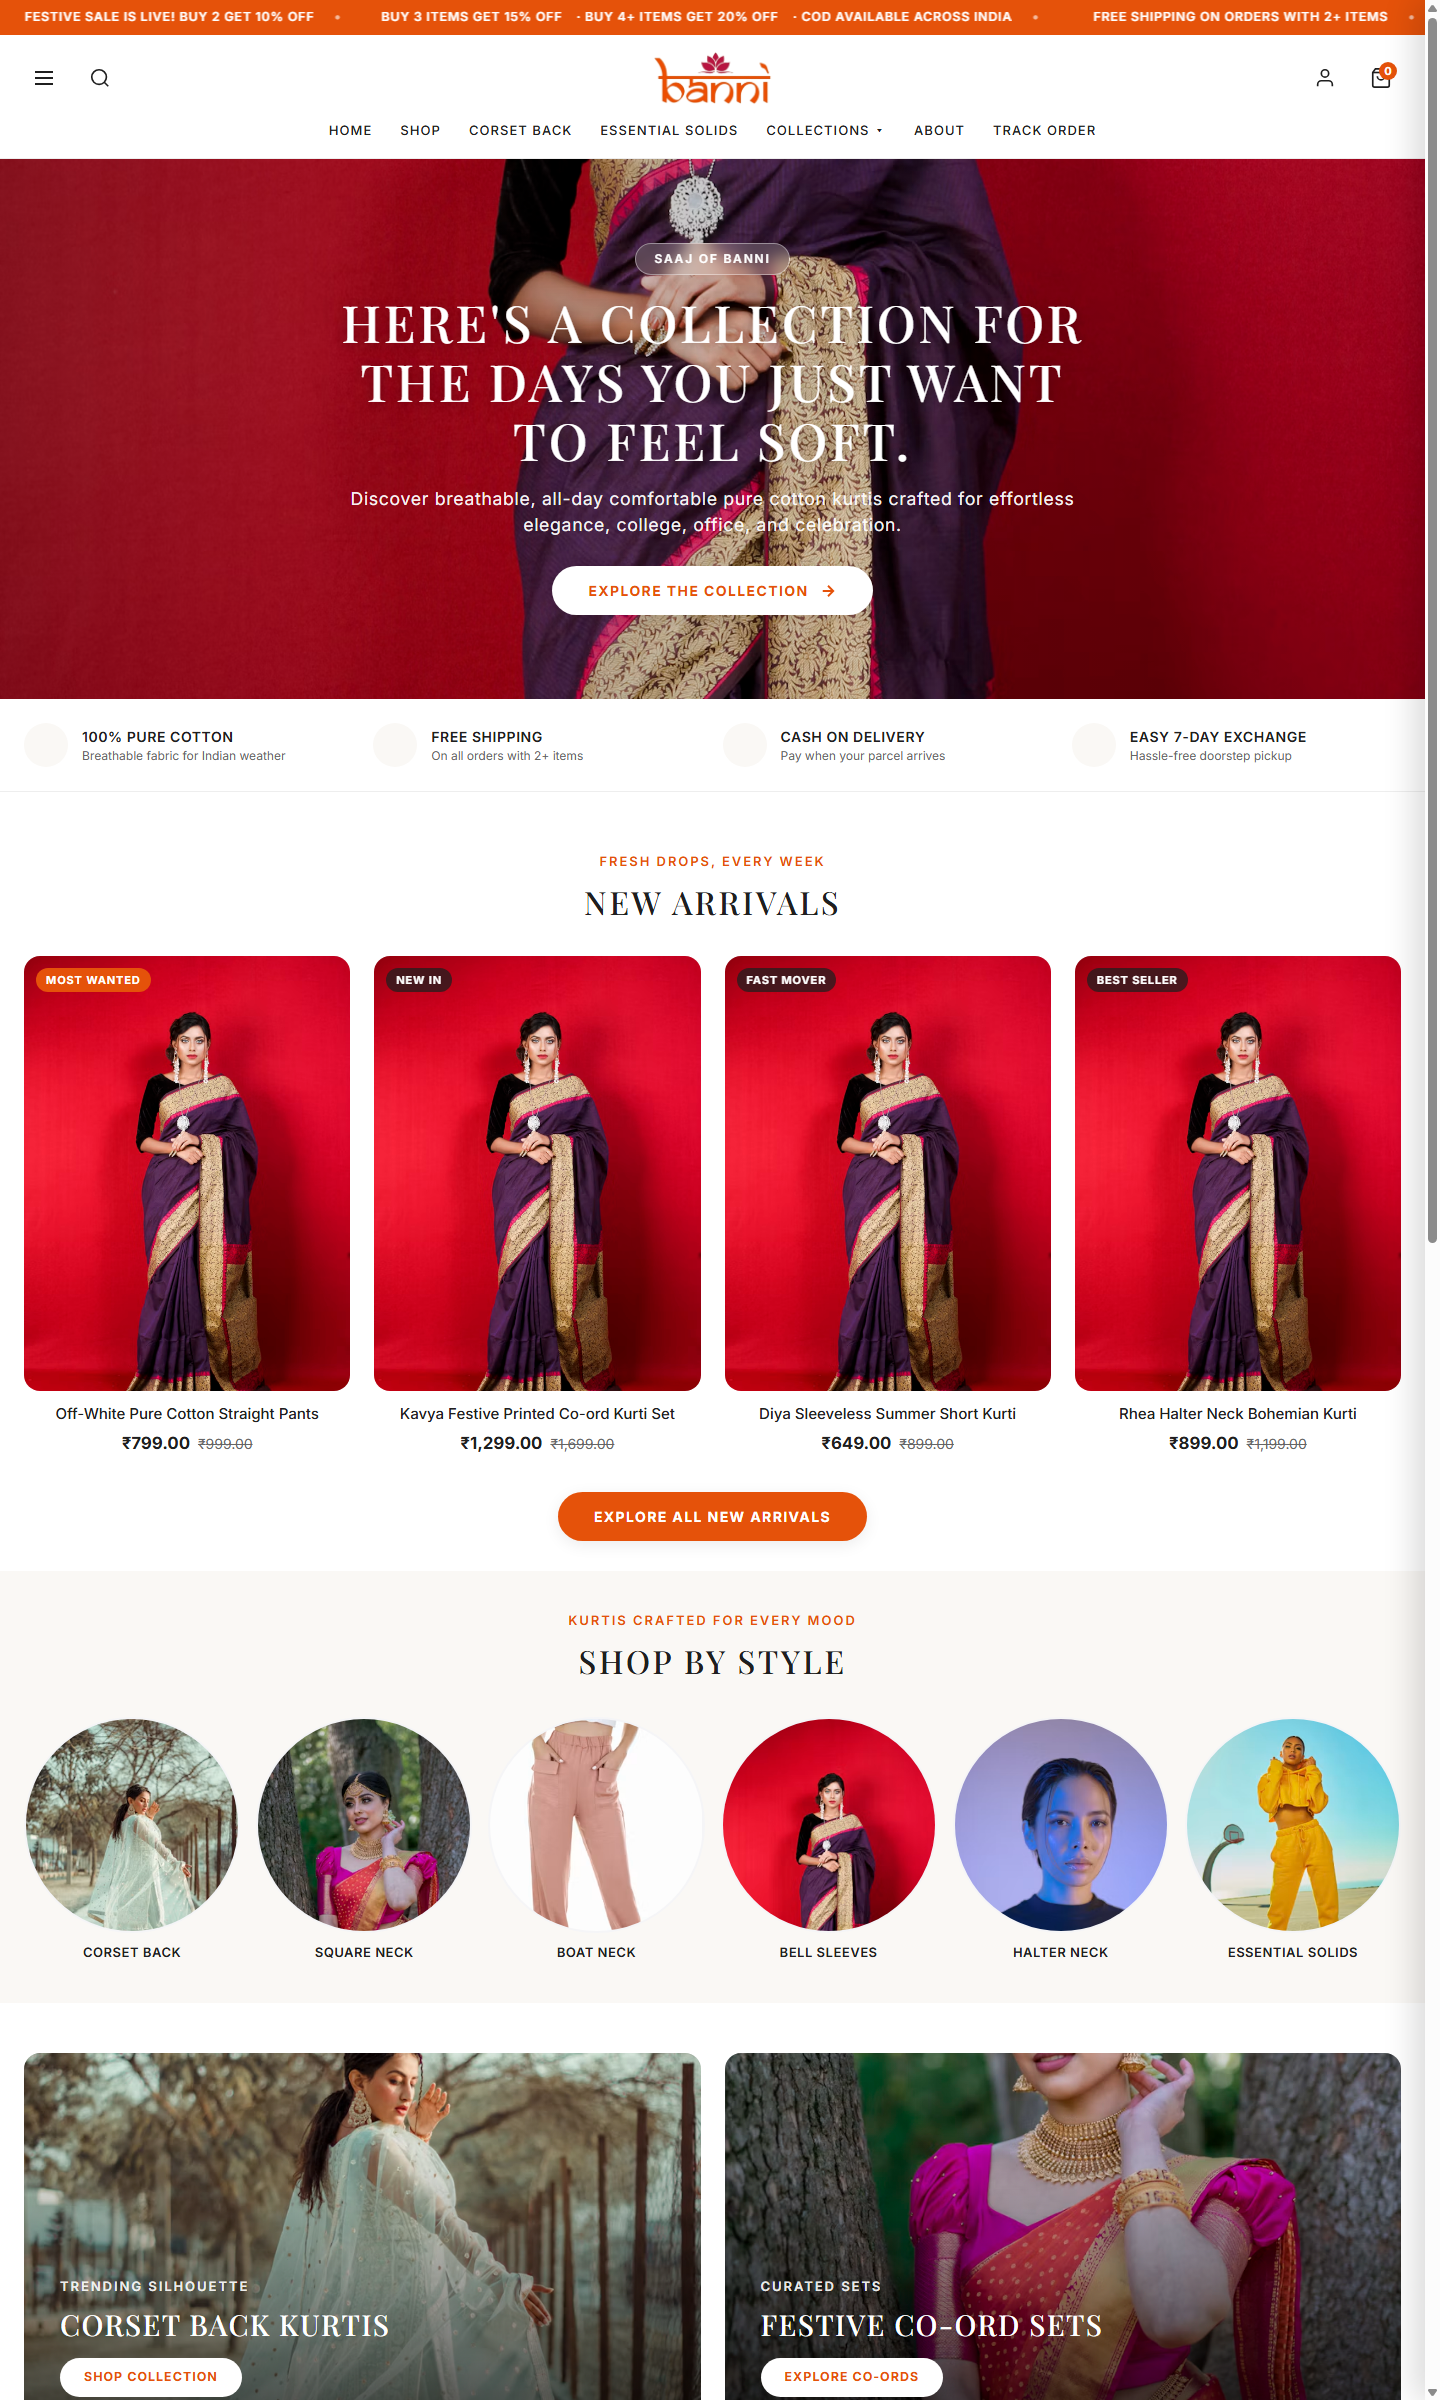 FESTIVE SALE IS LIVE! BUY 2 GET 10% OFF • BUY 3 ITEMS GET 15% OFF · BUY 4+ ITEMS GET 20% OFF · COD AVAILABLE ACROSS INDIA • FREE SHIPPING ON ORDERS WITH 2+ ITEMS •
banni
0
HOME SHOP CORSET BACK ESSENTIAL SOLIDS COLLECTIONS ABOUT TRACK ORDER
SAAJ OF BANNI
HERE'S A COLLECTION FOR
THE DAYS YOU JUST WANT
TO FEEL SOFT.
Discover breathable, all-day comfortable pure cotton kurtis crafted for effortless
elegance, college, office, and celebration.
EXPLORE THE COLLECTION →
100% PURE COTTON
Breathable fabric for Indian weather
FREE SHIPPING
On all orders with 2+ items
CASH ON DELIVERY
Pay when your parcel arrives
EASY 7-DAY EXCHANGE
Hassle-free doorstep pickup
FRESH DROPS, EVERY WEEK
NEW ARRIVALS
MOST WANTED
Off-White Pure Cotton Straight Pants
₹799.00 ₹999.00
NEW IN
Kavya Festive Printed Co-ord Kurti Set
₹1,299.00 ₹1,699.00
FAST MOVER
Diya Sleeveless Summer Short Kurti
₹649.00 ₹899.00
BEST SELLER
Rhea Halter Neck Bohemian Kurti
₹899.00 ₹1,199.00
EXPLORE ALL NEW ARRIVALS
KURTIS CRAFTED FOR EVERY MOOD
SHOP BY STYLE
CORSET BACK
SQUARE NECK
BOAT NECK
BELL SLEEVES
HALTER NECK
ESSENTIAL SOLIDS
TRENDING SILHOUETTE
CORSET BACK KURTIS
SHOP COLLECTION
CURATED SETS
FESTIVE CO-ORD SETS
EXPLORE CO-ORDS